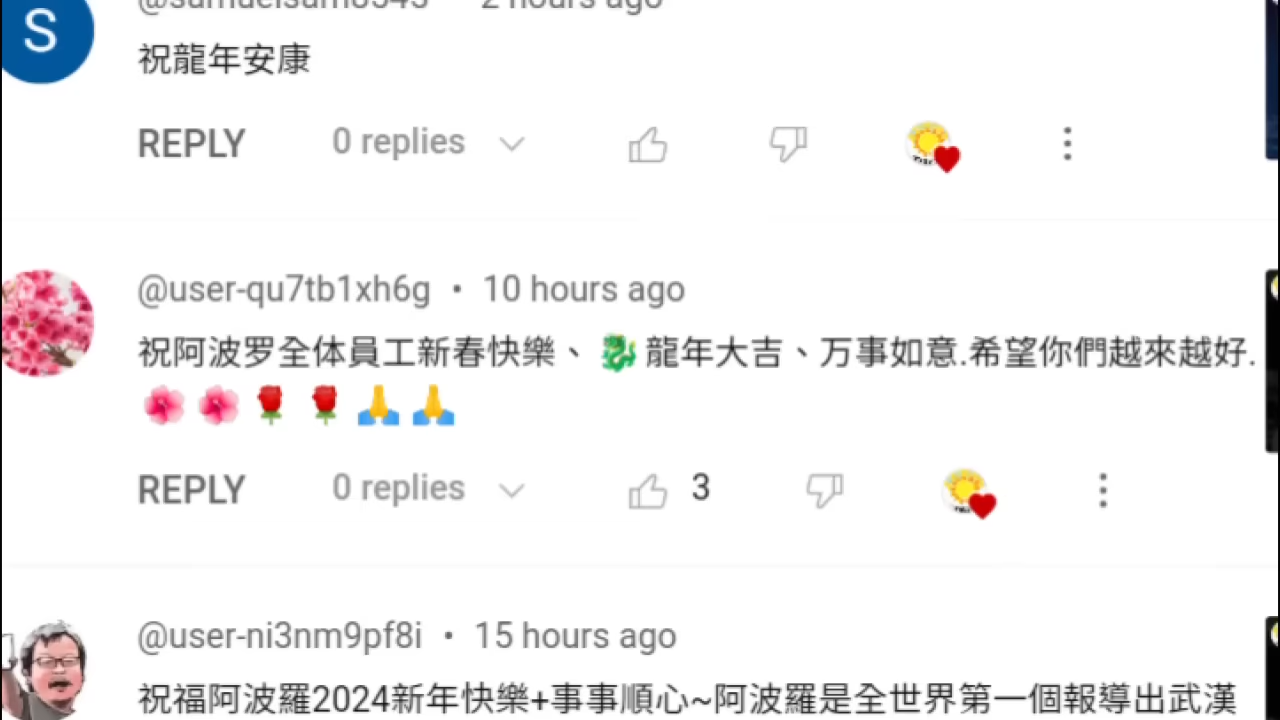 S
2 hours ago
祝龍年安康
REPLY 0 replies
@user-qu7tb1xh6g • 10 hours ago
祝阿波罗全体員工新春快樂、🐉龍年大吉、万事如意.希望你們越來越好.
🌺🌺🌹🌹🙏🙏
REPLY 0 replies 3
@user-ni3nm9pf8i • 15 hours ago
祝福阿波羅2024新年快樂+事事順心~阿波羅是全世界第一個報導出武漢